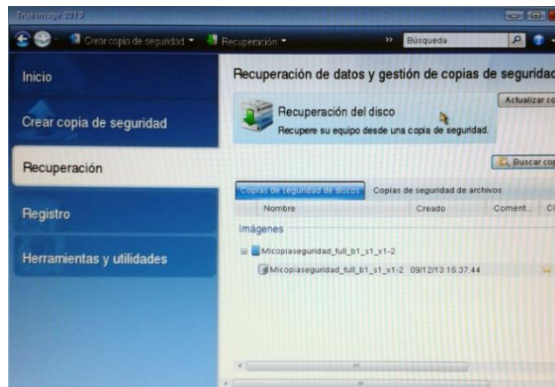 True Image 2013
Crear copia de seguridad
Recuperación
Búsqueda
Inicio
Crear copia de seguridad
Recuperación
Registro
Herramientas y utilidades
Recuperación de datos y gestión de copias de seguridad
Actualizar co
Recuperación del disco
Recupere su equipo desde una copia de seguridad.
Buscar cop
Copias de seguridad de discos Copias de seguridad de archivos
Nombre Creado Coment...
Imágenes
Micopiaseguridad_full_b1_s1_v1-2
Micopiaseguridad_full_b1_s1_v1-2 09/12/13 15:37:44